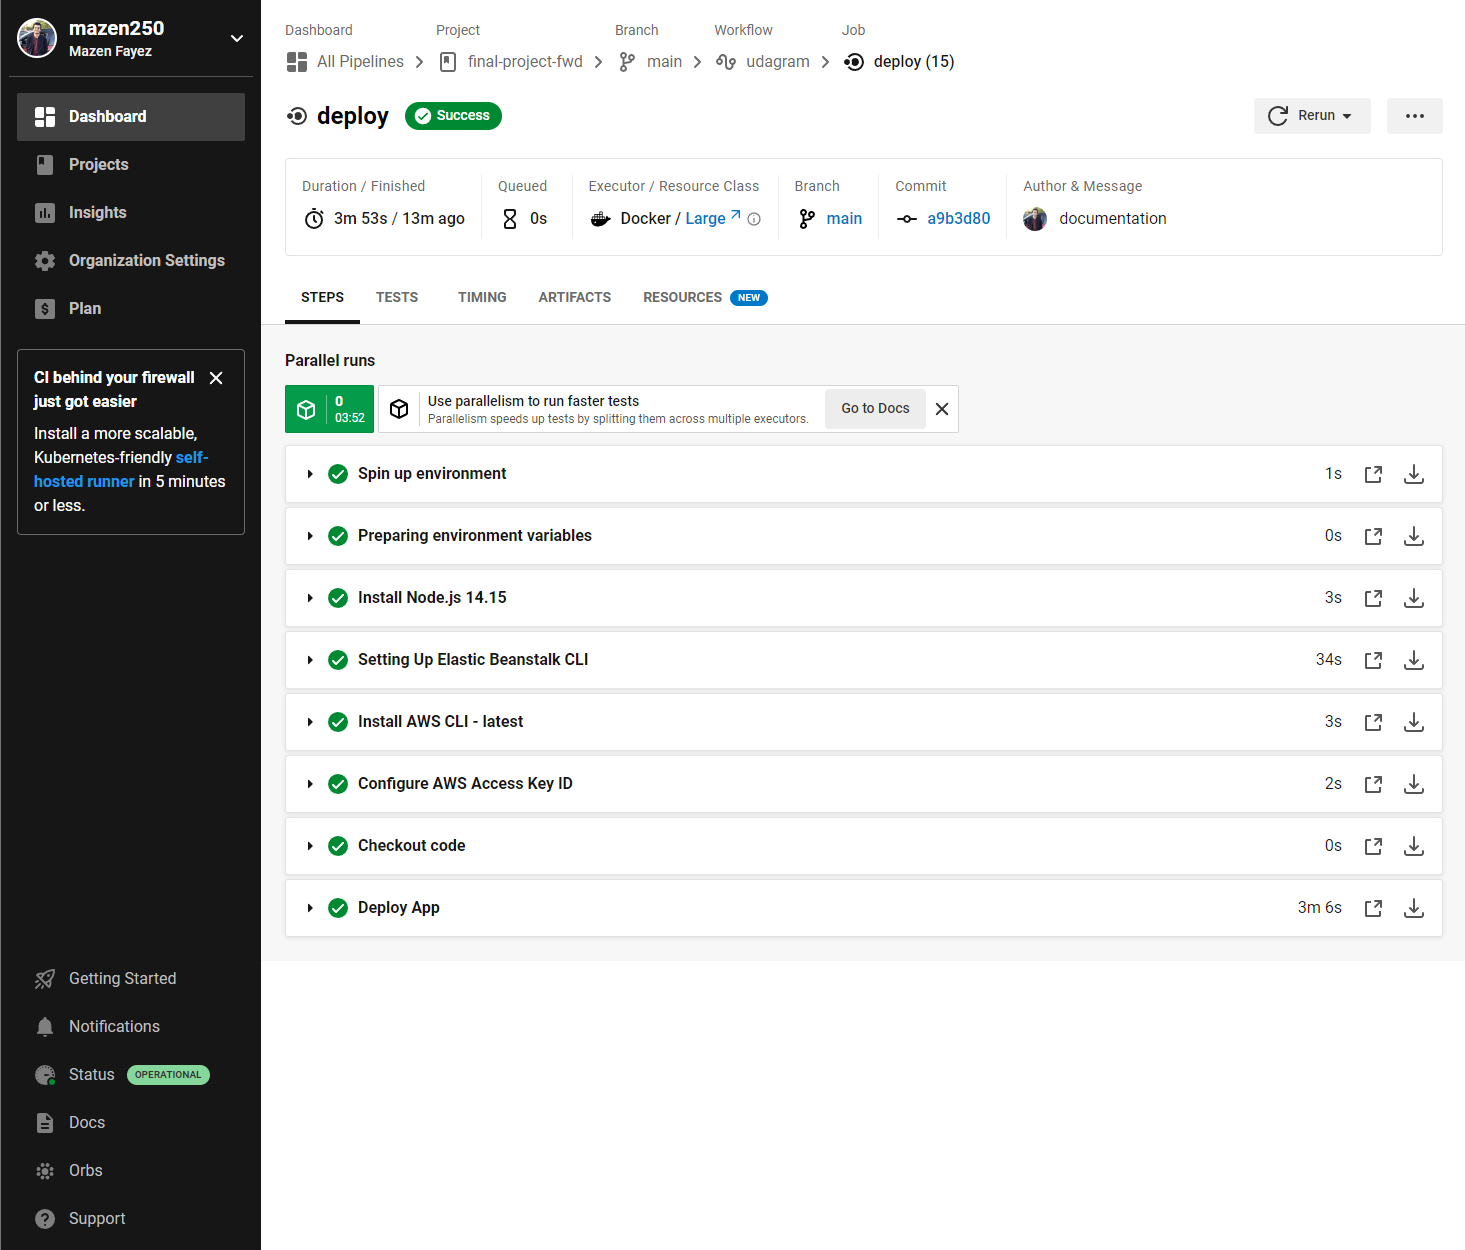 mazen250
Mazen Fayez
Dashboard
Projects
Insights
Organization Settings
Plan
CI behind your firewall
just got easier
Install a more scalable,
Kubernetes-friendly self-
hosted runner in 5 minutes
or less.
Getting Started
Notifications
Status OPERATIONAL
Docs
Orbs
Support
Dashboard Project Branch Workflow Job
All Pipelines final-project-fwd main udagram deploy (15)
deploy Success Rerun
Duration / Finished Queued Executor / Resource Class Branch Commit Author & Message
3m 53s / 13m ago 0s Docker / Large main a9b3d80 documentation
STEPS TESTS TIMING ARTIFACTS RESOURCES NEW
Parallel runs
0
03:52
Use parallelism to run faster tests
Parallelism speeds up tests by splitting them across multiple executors.
Go to Docs
Spin up environment 1s
Preparing environment variables 0s
Install Node.js 14.15 3s
Setting Up Elastic Beanstalk CLI 34s
Install AWS CLI - latest 3s
Configure AWS Access Key ID 2s
Checkout code 0s
Deploy App 3m 6s